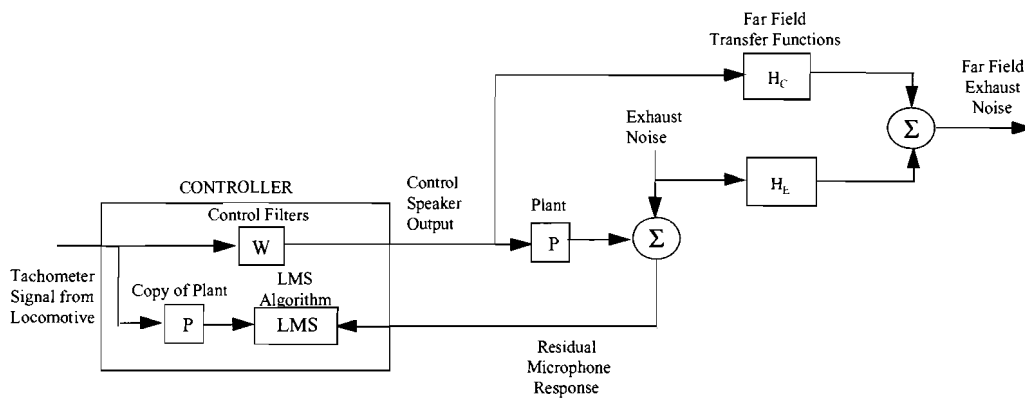 Far Field
Transfer Functions
H_C
Far Field
Exhaust
Noise
Σ
Exhaust
Noise
H_E
CONTROLLER
Control Filters
W
Control
Speaker
Output
Plant
P
Σ
Tachometer
Signal from
Locomotive
Copy of Plant
P
LMS
Algorithm
LMS
Residual
Microphone
Response